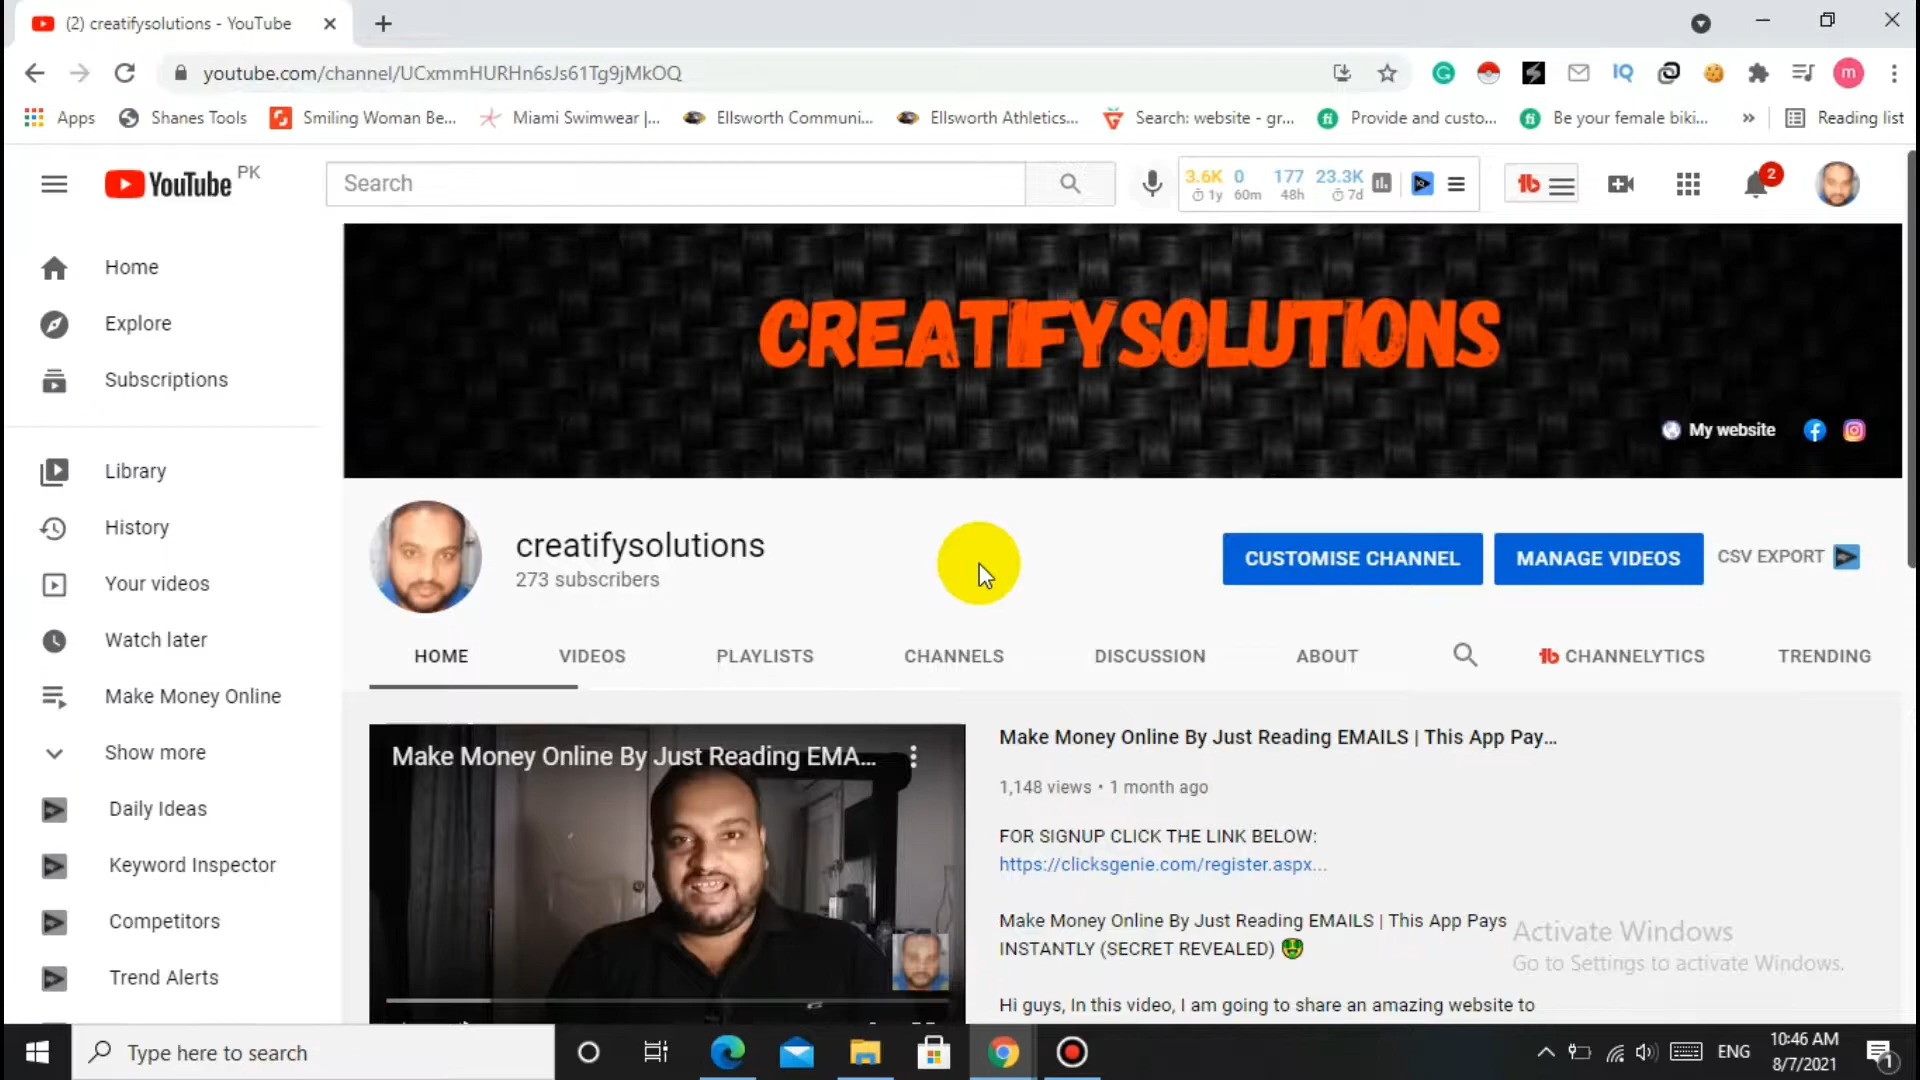 (2) creatifysolutions - YouTube
youtube.com/channel/UCxmmHURHn6sJs61Tg9jMkOQ
IQ
m
Apps
Shanes Tools
Smiling Woman Be...
Miami Swimwear |...
Ellsworth Communi...
Ellsworth Athletics...
Search: website - gr...
fi
Provide and custo...
fi
Be your female biki...
»
Reading list
YouTube PK
Search
3.6K 0 177 23.3K
1y 60m 48h 7d
tb
2
Home
Explore
Subscriptions
Library
History
Your videos
Watch later
Make Money Online
Show more
Daily Ideas
Keyword Inspector
Competitors
Trend Alerts
CREATIFYSOLUTIONS
My website
creatifysolutions
273 subscribers
CUSTOMISE CHANNEL
MANAGE VIDEOS
CSV EXPORT
HOME
VIDEOS
PLAYLISTS
CHANNELS
DISCUSSION
ABOUT
tb CHANNELYTICS
TRENDING
Make Money Online By Just Reading EMA...
Make Money Online By Just Reading EMAILS | This App Pay...
1,148 views • 1 month ago
FOR SIGNUP CLICK THE LINK BELOW:
https://clicksgenie.com/register.aspx...
Make Money Online By Just Reading EMAILS | This App Pays
INSTANTLY (SECRET REVEALED) 🤑
Hi guys, In this video, I am going to share an amazing website to
Activate Windows
Go to Settings to activate Windows.
Type here to search
ENG
10:46 AM
8/7/2021
1